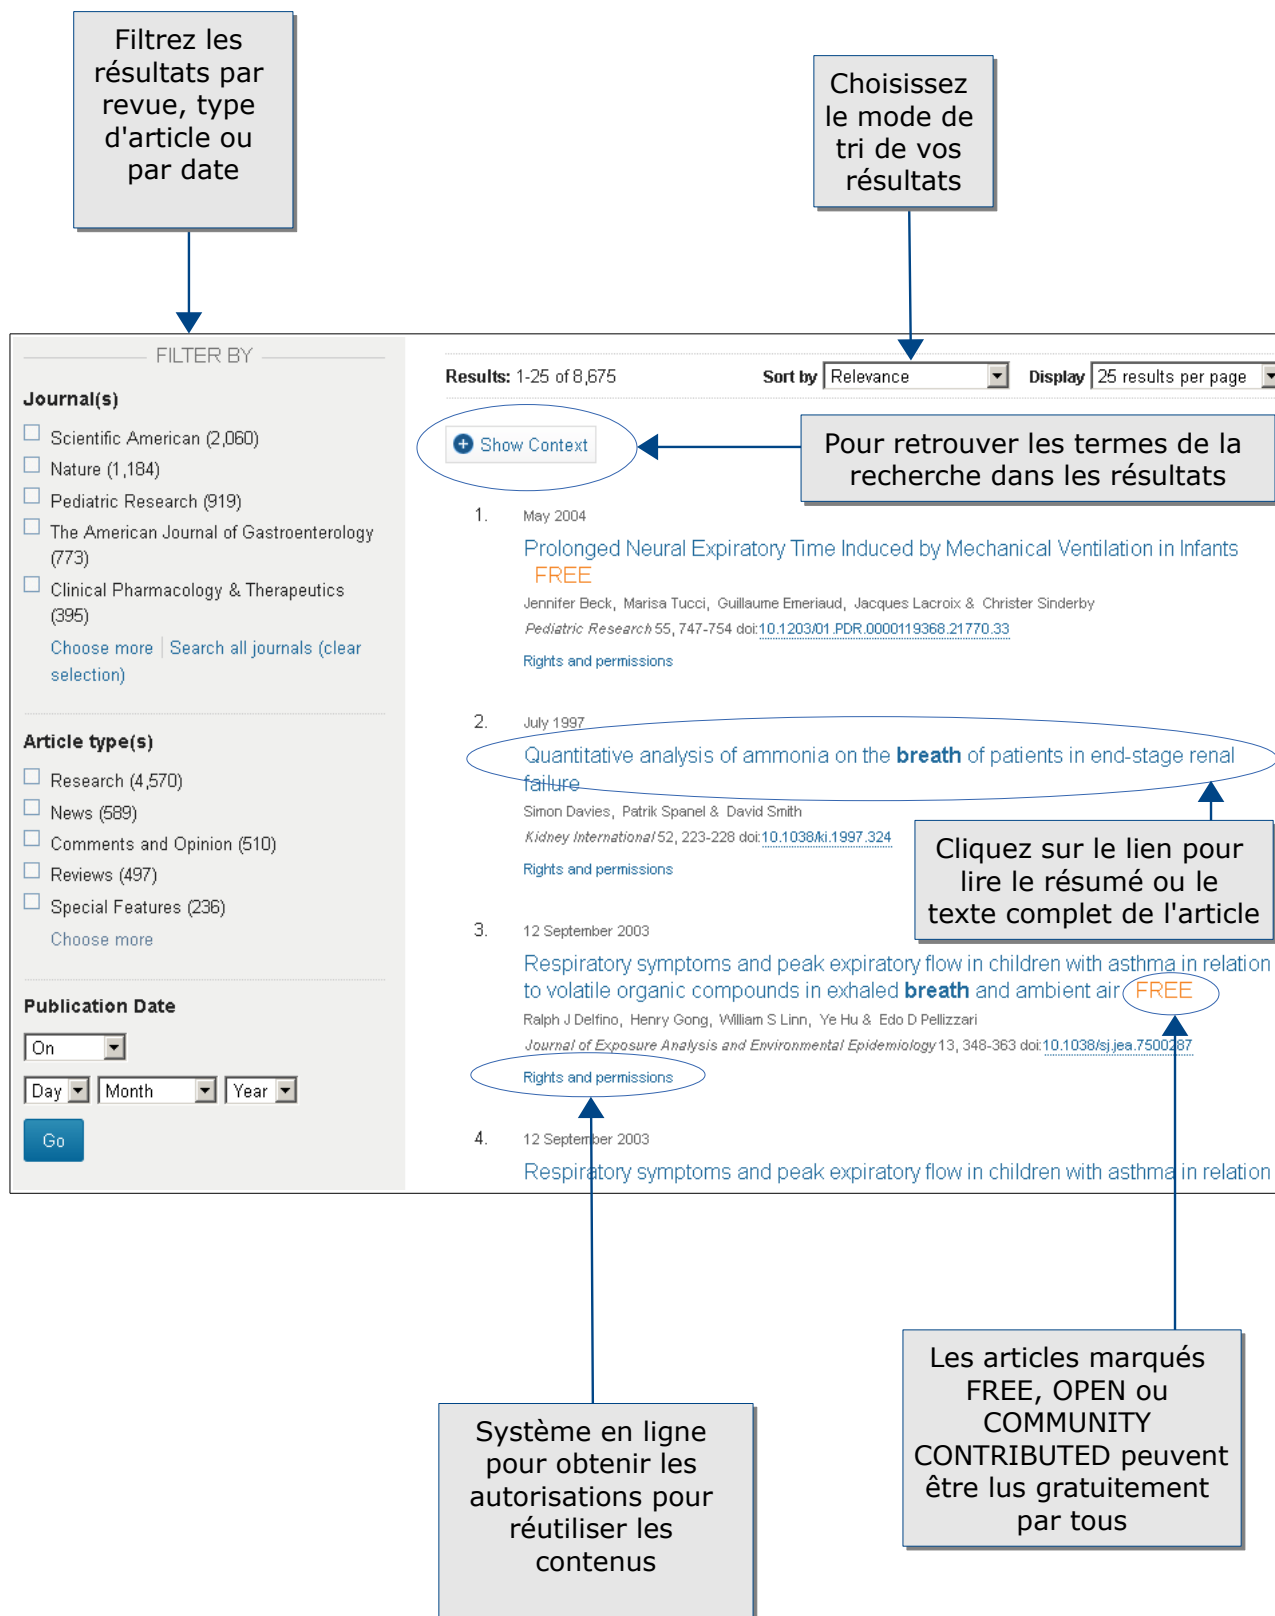 Filtrez les
résultats par
revue, type
d'article ou
par date
Choisissez
le mode de
tri de vos
résultats
FILTER BY
Journal(s)
Scientific American (2,060)
Nature (1,184)
Pediatric Research (919)
The American Journal of Gastroenterology
(773)
Clinical Pharmacology & Therapeutics
(395)
Choose more | Search all journals (clear
selection)
Article type(s)
Research (4,570)
News (589)
Comments and Opinion (510)
Reviews (497)
Special Features (236)
Choose more
Publication Date
On
Day Month Year
Go
Results: 1-25 of 8,675 Sort by Relevance Display 25 results per page
Show Context
Pour retrouver les termes de la
recherche dans les résultats
1. May 2004
Prolonged Neural Expiratory Time Induced by Mechanical Ventilation in Infants
FREE
Jennifer Beck, Marisa Tucci, Guillaume Emeriaud, Jacques Lacroix & Christer Sinderby
Pediatric Research 55, 747-754 doi:10.1203/01.PDR.0000119368.21770.33
Rights and permissions
2. July 1997
Quantitative analysis of ammonia on the breath of patients in end-stage renal
failure
Simon Davies, Patrik Spanel & David Smith
Kidney International 52, 223-228 doi:10.1038/ki.1997.324
Rights and permissions
Cliquez sur le lien pour
lire le résumé ou le
texte complet de l'article
3. 12 September 2003
Respiratory symptoms and peak expiratory flow in children with asthma in relation
to volatile organic compounds in exhaled breath and ambient air FREE
Ralph J Delfino, Henry Gong, William S Linn, Ye Hu & Edo D Pellizzari
Journal of Exposure Analysis and Environmental Epidemiology 13, 348-363 doi:10.1038/sj.jea.7500287
Rights and permissions
4. 12 September 2003
Respiratory symptoms and peak expiratory flow in children with asthma in relation
Système en ligne
pour obtenir les
autorisations pour
réutiliser les
contenus
Les articles marqués
FREE, OPEN ou
COMMUNITY
CONTRIBUTED peuvent
être lus gratuitement
par tous